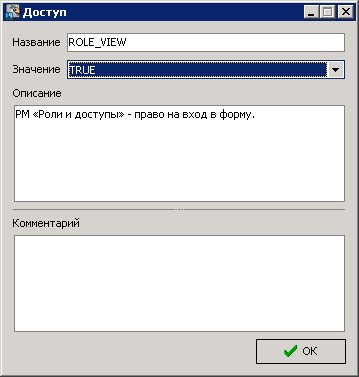 Доступ
Название ROLE_VIEW
Значение TRUE
Описание
РМ «Роли и доступы» - право на вход в форму.
Комментарий
OK